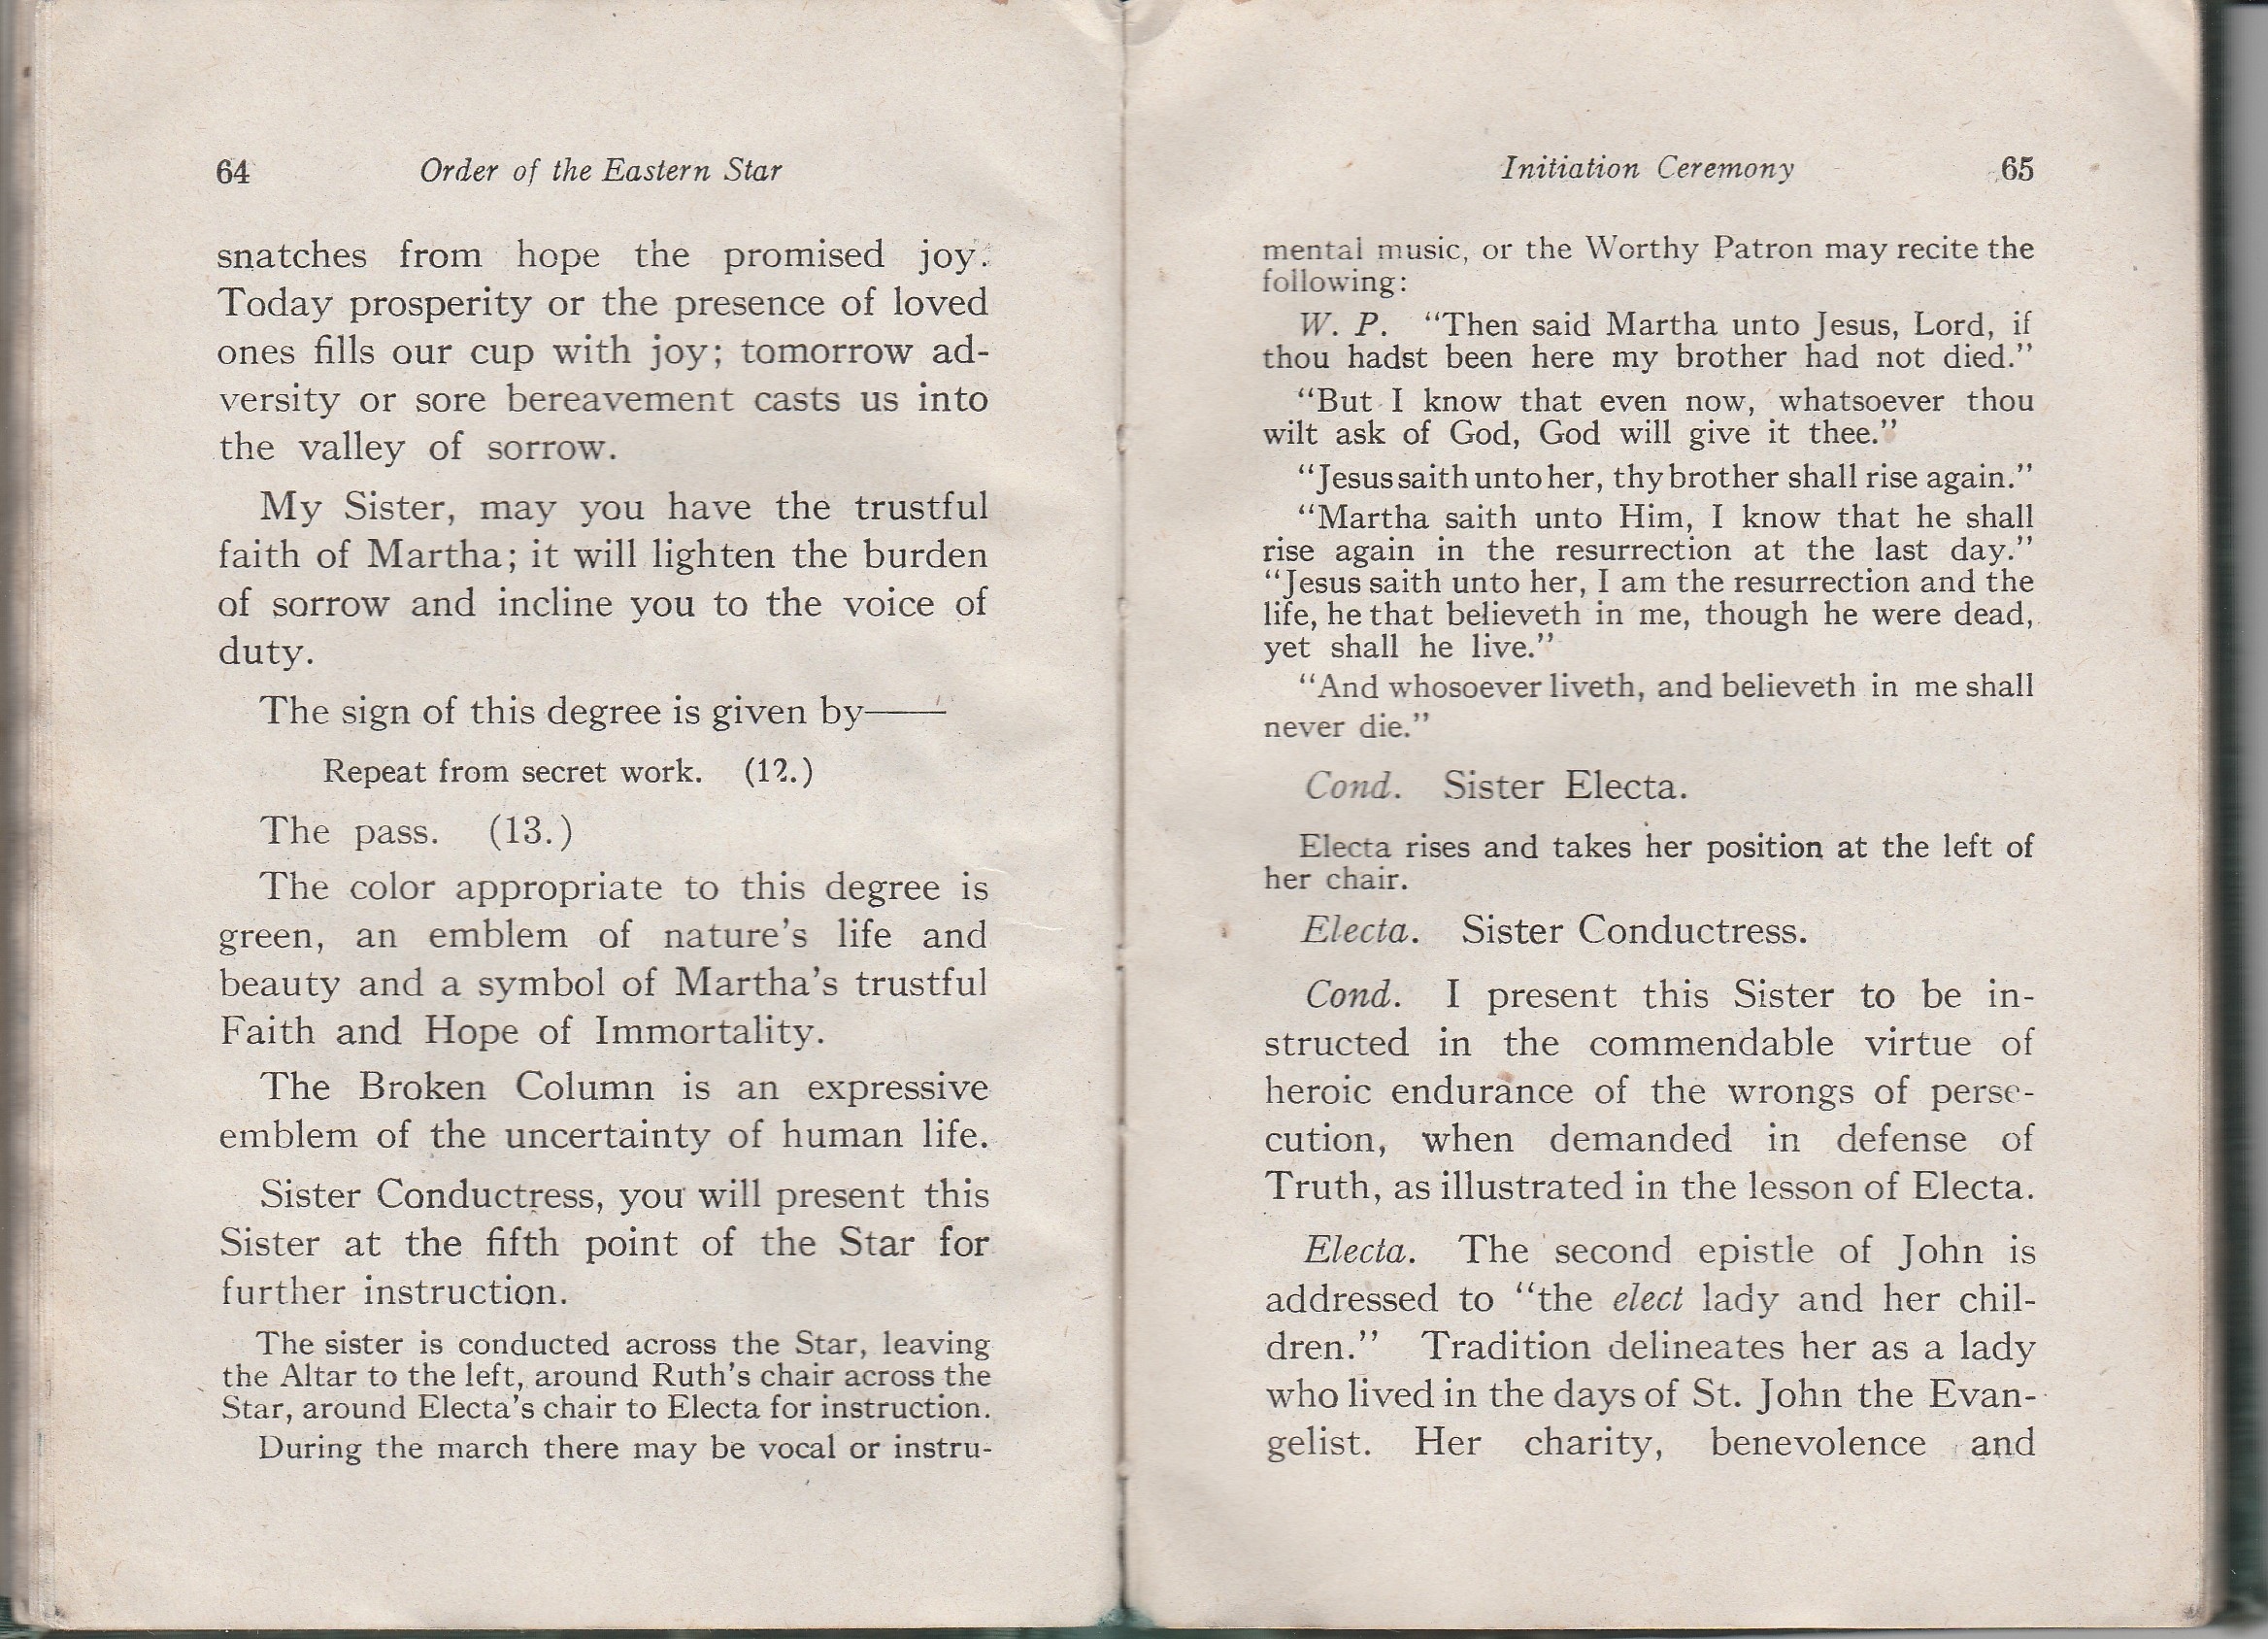 64 Order of the Eastern Star
snatches from hope the promised joy.
Today prosperity or the presence of loved
ones fills our cup with joy; tomorrow ad-
versity or sore bereavement casts us into
the valley of sorrow.
My Sister, may you have the trustful
faith of Martha; it will lighten the burden
of sorrow and incline you to the voice of
duty.
The sign of this degree is given by——
Repeat from secret work. (12.)
The pass. (13.)
The color appropriate to this degree is
green, an emblem of nature's life and
beauty and a symbol of Martha's trustful
Faith and Hope of Immortality.
The Broken Column is an expressive
emblem of the uncertainty of human life.
Sister Conductress, you will present this
Sister at the fifth point of the Star for
further instruction.
The sister is conducted across the Star, leaving
the Altar to the left, around Ruth's chair across the
Star, around Electa's chair to Electa for instruction.
During the march there may be vocal or instru-
Initiation Ceremony 65
mental music, or the Worthy Patron may recite the
following:
W. P. "Then said Martha unto Jesus, Lord, if
thou hadst been here my brother had not died."
"But I know that even now, whatsoever thou
wilt ask of God, God will give it thee."
"Jesus saith unto her, thy brother shall rise again."
"Martha saith unto Him, I know that he shall
rise again in the resurrection at the last day."
"Jesus saith unto her, I am the resurrection and the
life, he that believeth in me, though he were dead,
yet shall he live."
"And whosoever liveth, and believeth in me shall
never die."
Cond. Sister Electa.
Electa rises and takes her position at the left of
her chair.
Electa. Sister Conductress.
Cond. I present this Sister to be in-
structed in the commendable virtue of
heroic endurance of the wrongs of perse-
cution, when demanded in defense of
Truth, as illustrated in the lesson of Electa.
Electa. The second epistle of John is
addressed to "the elect lady and her chil-
dren." Tradition delineates her as a lady
who lived in the days of St. John the Evan-
gelist. Her charity, benevolence and